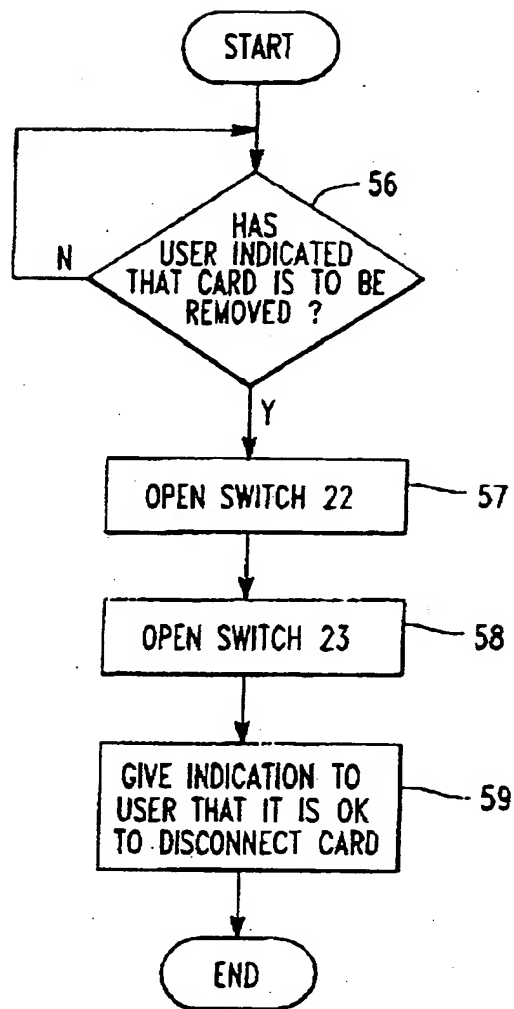 START
56
HAS
USER INDICATED
THAT CARD IS TO BE
REMOVED ?
N
Y
OPEN SWITCH 22
57
OPEN SWITCH 23
58
GIVE INDICATION TO
USER THAT IT IS OK
TO DISCONNECT CARD
59
END